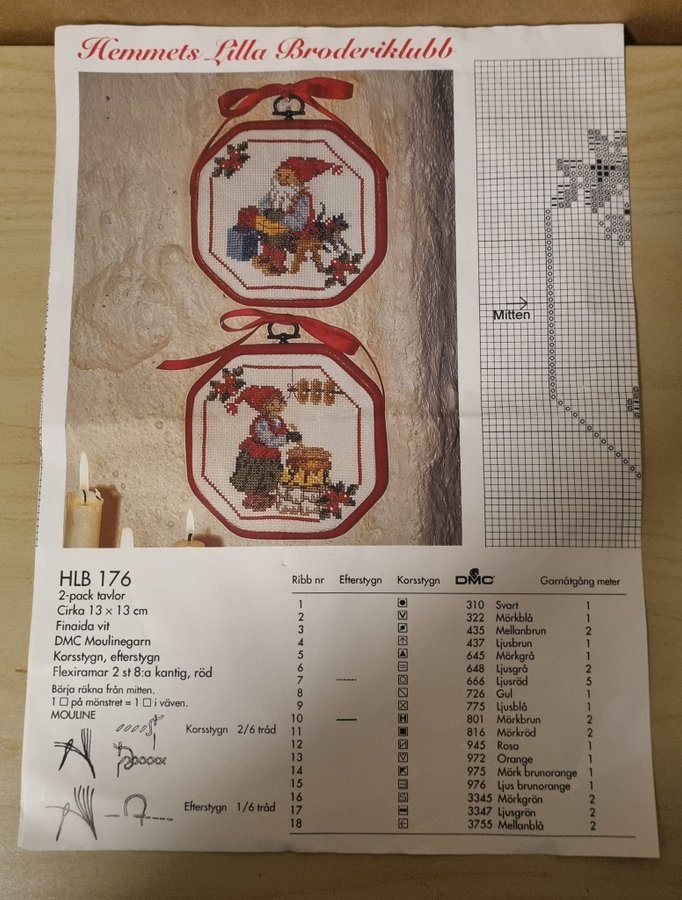 Hemmets Lilla Broderiklubb
Mitten
HLB 176
2-pack tavlor
Cirka 13 × 13 cm
Finaida vit
DMC Moulinegarn
Korsstygn, efterstygn
Flexiramar 2 st 8:a kantig, röd
Börja räkna från mitten.
1 □ på mönstret = 1 □ i väven.
MOULINE
Korsstygn 2/6 tråd
Efterstygn 1/6 tråd
Ribb nr Efterstygn Korsstygn DMC Garnåtgång meter
1 310 Svart 1
2 322 Mörkblå 1
3 435 Mellanbrun 2
4 437 Ljusbrun 1
5 645 Mörkgrå 1
6 648 Ljusgrå 2
7 666 Ljusröd 5
8 726 Gul 1
9 775 Ljusblå 1
10 801 Mörkbrun 2
11 816 Mörkröd 2
12 945 Rosa 1
13 972 Orange 1
14 975 Mörk brunorange 1
15 976 Ljus brunorange 1
16 3345 Mörkgrön 2
17 3347 Ljusgrön 2
18 3755 Mellanblå 2